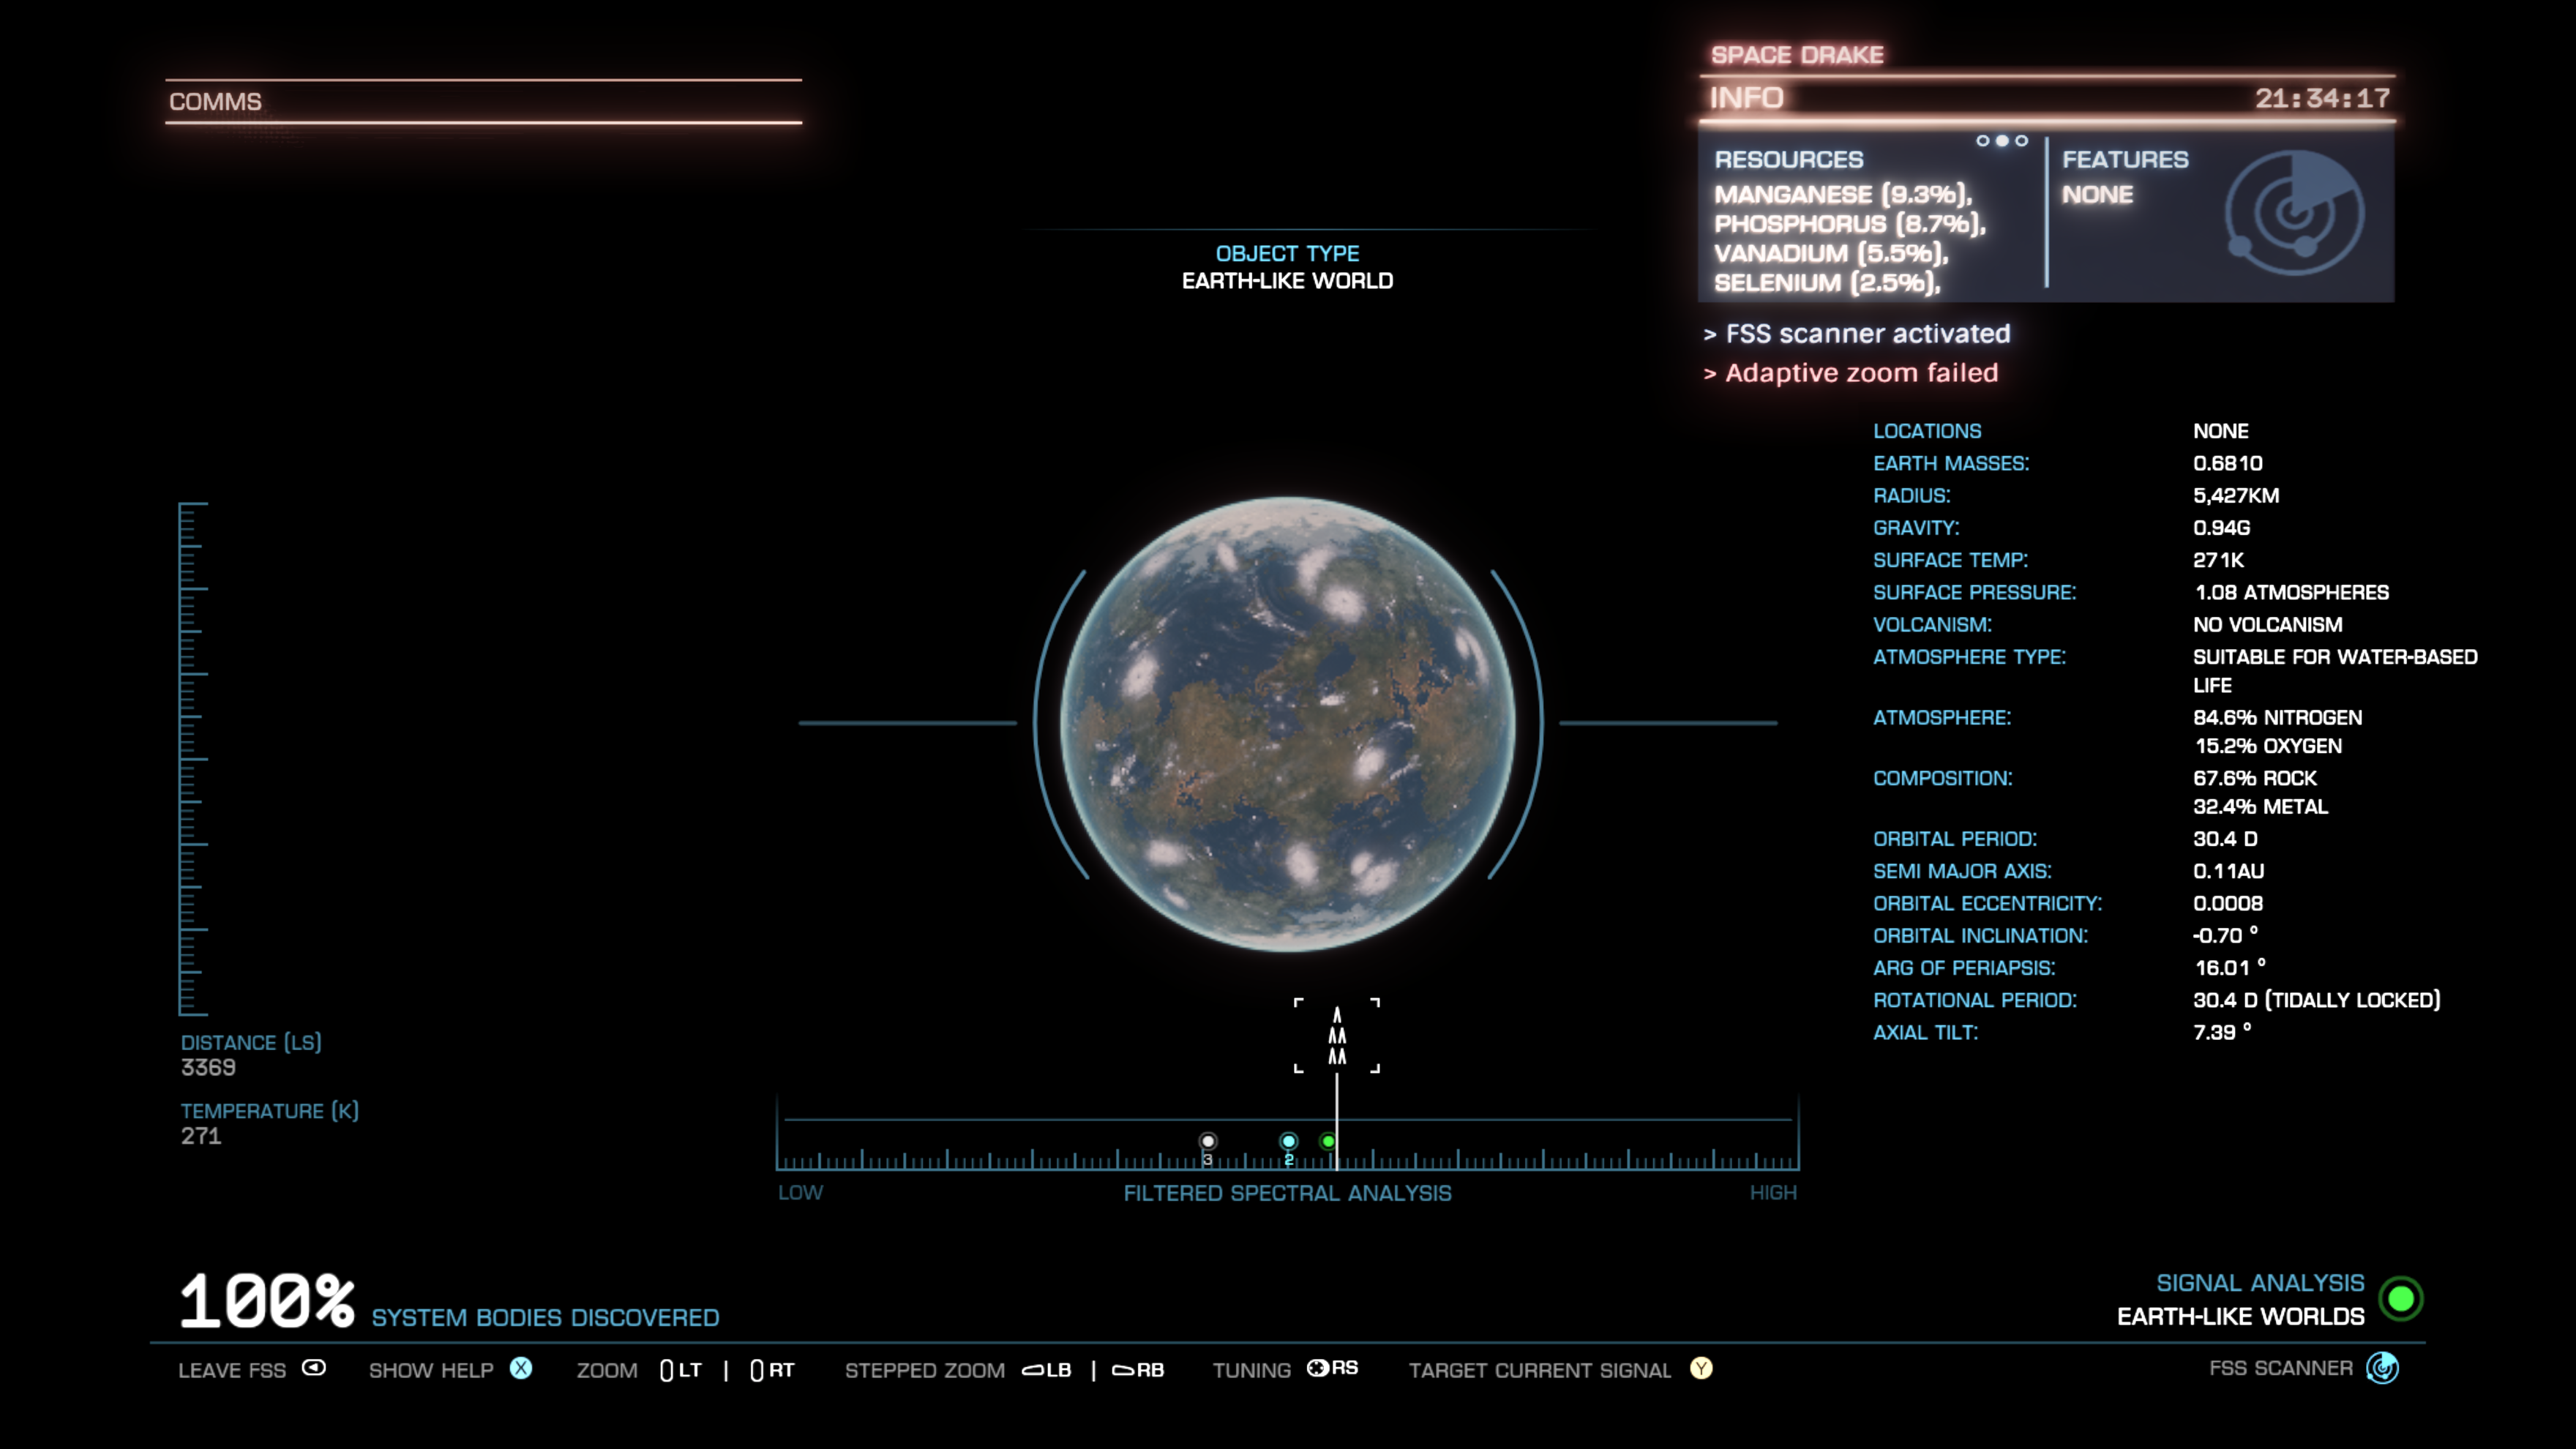 SPACE DRAKE
COMMS
INFO 21:34:17
RESOURCES
MANGANESE (9.3%),
PHOSPHORUS (8.7%),
VANADIUM (5.5%),
SELENIUM (2.5%),
FEATURES
NONE
OBJECT TYPE
EARTH-LIKE WORLD
> FSS scanner activated
> Adaptive zoom failed
LOCATIONS NONE
EARTH MASSES: 0.6810
RADIUS: 5,427KM
GRAVITY: 0.94G
SURFACE TEMP: 271K
SURFACE PRESSURE: 1.08 ATMOSPHERES
VOLCANISM: NO VOLCANISM
ATMOSPHERE TYPE: SUITABLE FOR WATER-BASED
LIFE
ATMOSPHERE: 84.6% NITROGEN
15.2% OXYGEN
COMPOSITION: 67.6% ROCK
32.4% METAL
ORBITAL PERIOD: 30.4 D
SEMI MAJOR AXIS: 0.11AU
ORBITAL ECCENTRICITY: 0.0008
ORBITAL INCLINATION: -0.70 °
ARG OF PERIAPSIS: 16.01 °
ROTATIONAL PERIOD: 30.4 D (TIDALLY LOCKED)
AXIAL TILT: 7.39 °
DISTANCE (LS)
3369
TEMPERATURE (K)
271
3 2
LOW FILTERED SPECTRAL ANALYSIS HIGH
100% SYSTEM BODIES DISCOVERED
SIGNAL ANALYSIS
EARTH-LIKE WORLDS
LEAVE FSS SHOW HELP X ZOOM LT | RT STEPPED ZOOM LB | RB TUNING RS TARGET CURRENT SIGNAL Y FSS SCANNER